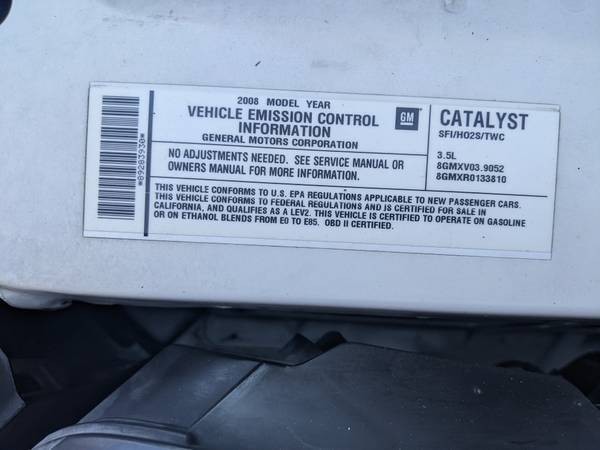 2008 MODEL YEAR
VEHICLE EMISSION CONTROL
INFORMATION
GENERAL MOTORS CORPORATION
GM
NO ADJUSTMENTS NEEDED. SEE SERVICE MANUAL OR
OWNERS MANUAL FOR MORE INFORMATION.
THIS VEHICLE CONFORMS TO U.S. EPA REGULATIONS APPLICABLE TO NEW PASSENGER CARS.
THIS VEHICLE CONFORMS TO FEDERAL REGULATIONS AND IS CERTIFIED FOR SALE IN
CALIFORNIA, AND QUALIFIES AS A LEV2. THIS VEHICLE IS CERTIFIED TO OPERATE ON GASOLINE
OR ON ETHANOL BLENDS FROM E0 TO E85. OBD II CERTIFIED.
CATALYST
SFI/HO2S/TWC
3.5L
8GMXV03.9052
8GMXR0133810
*89203930*